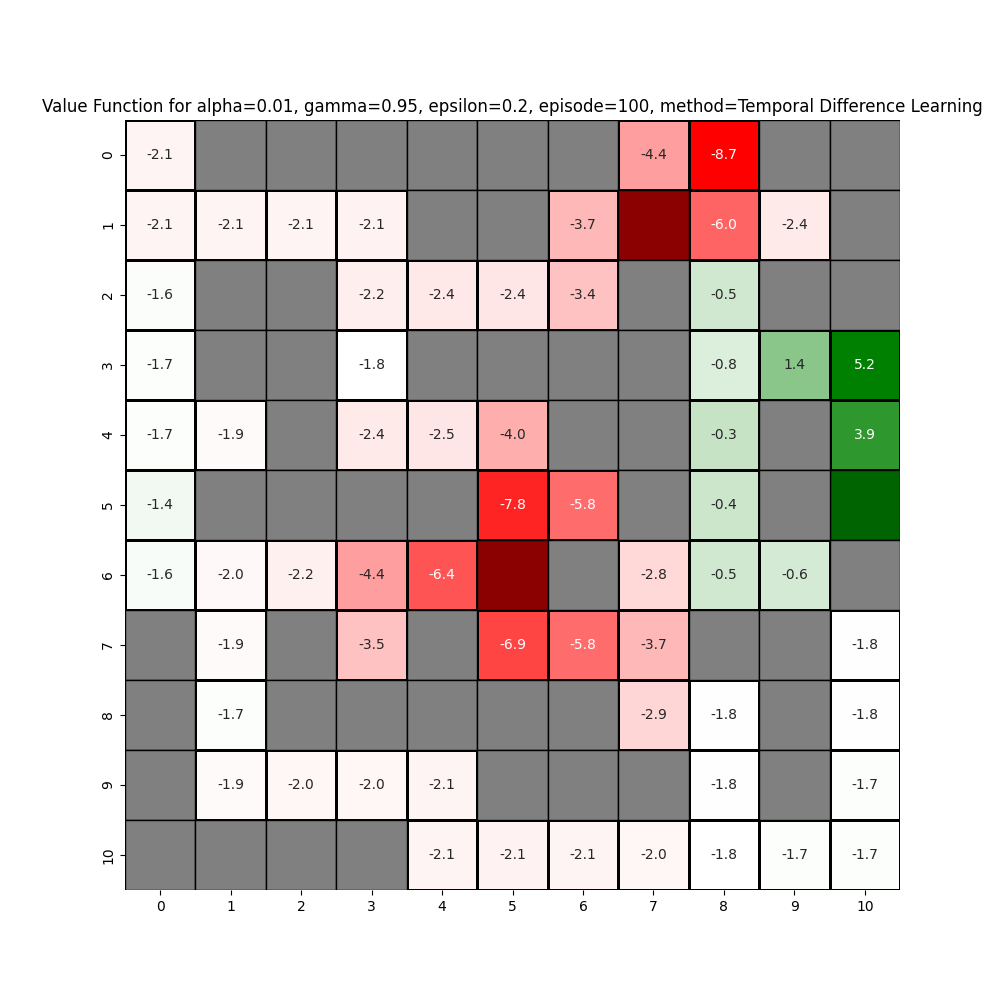 Value Function for alpha=0.01, gamma=0.95, epsilon=0.2, episode=100, method=Temporal Difference Learning
0 -2.1 -4.4 -8.7
1 -2.1 -2.1 -2.1 -2.1 -3.7 -6.0 -2.4
2 -1.6 -2.2 -2.4 -2.4 -3.4 -0.5
3 -1.7 -1.8 -0.8 1.4 5.2
4 -1.7 -1.9 -2.4 -2.5 -4.0 -0.3 3.9
5 -1.4 -7.8 -5.8 -0.4
6 -1.6 -2.0 -2.2 -4.4 -6.4 -2.8 -0.5 -0.6
7 -1.9 -3.5 -6.9 -5.8 -3.7 -1.8
8 -1.7 -2.9 -1.8 -1.8
9 -1.9 -2.0 -2.0 -2.1 -1.8 -1.7
10 -2.1 -2.1 -2.1 -2.0 -1.8 -1.7 -1.7
0 1 2 3 4 5 6 7 8 9 10